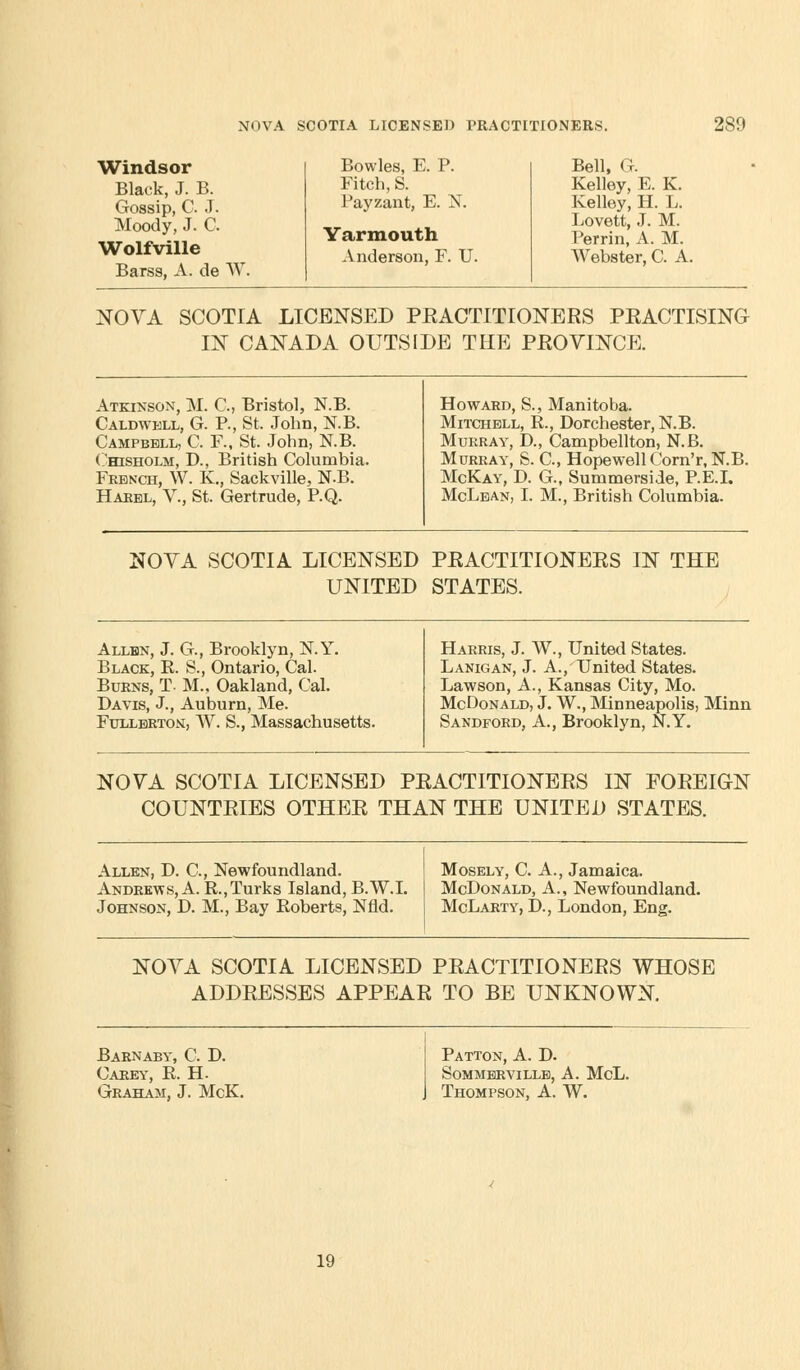 NOVA SCOTIA LICENSED PRACTITIONERS. 289
Windsor
Black, J. B.
Gossip, C. J.
Moody, J. C.
Wolfville
Barss, A. de W.
Bowles, E. P.
Fitch, S.
Payzant, E. N.
Yarmouth
Anderson, F. U.
Bell, G.
Kelley, E. K.
Kelley, H. L.
Lovett, J. M.
Perrin, A. M.
Webster, C. A.
NOVA SCOTIA LICENSED PRACTITIONERS PRACTISING
IN CANADA OUTSIDE THE PROVINCE.
Atkinson, M. C., Bristol, N.B.
Caldwell, G. P., St. John, N.B.
Campbell, C. F., St. John, N.B.
Chisholm, D., British Columbia.
French, W. K., Sackville, N.B.
Harel, V., St. Gertrude, P.Q.
Howard, S., Manitoba.
Mitchell, R., Dorchester, N.B.
Murray, D., Campbellton, N.B.
Murray, S. C., Hopewell Corn'r, N.B.
McKay, D. G., Summerside, P.E.I.
McLean, I. M., British Columbia.
NOVA SCOTIA LICENSED PRACTITIONERS IN THE
UNITED STATES.
Allen, J. G., Brooklyn, N.Y.
Black, R. S., Ontario, Cal.
Burns, T. M., Oakland, Cal.
Davis, J., Auburn, Me.
Fullerton, W. S., Massachusetts.
Harris, J. W., United States.
Lanigan, J. A., United States.
Lawson, A., Kansas City, Mo.
McDonald, J. W., Minneapolis, Minn
Sandford, A., Brooklyn, N.Y.
NOVA SCOTIA LICENSED PRACTITIONERS IN FOREIGN
COUNTRIES OTHER THAN THE UNITED STATES.
Allen, D. C., Newfoundland.
Andrews, A. R., Turks Island, B.W.I.
Johnson, D. M., Bay Roberts, Nfld.
Mosely, C. A., Jamaica.
McDonald, A., Newfoundland.
McLarty, D., London, Eng.
NOVA SCOTIA LICENSED PRACTITIONERS WHOSE
ADDRESSES APPEAR TO BE UNKNOWN.
Barnaby, C. D.
Carey, R. H.
Graham, J. McK.
Patton, A. D.
Sommerville, A. McL.
Thompson, A. W.
19